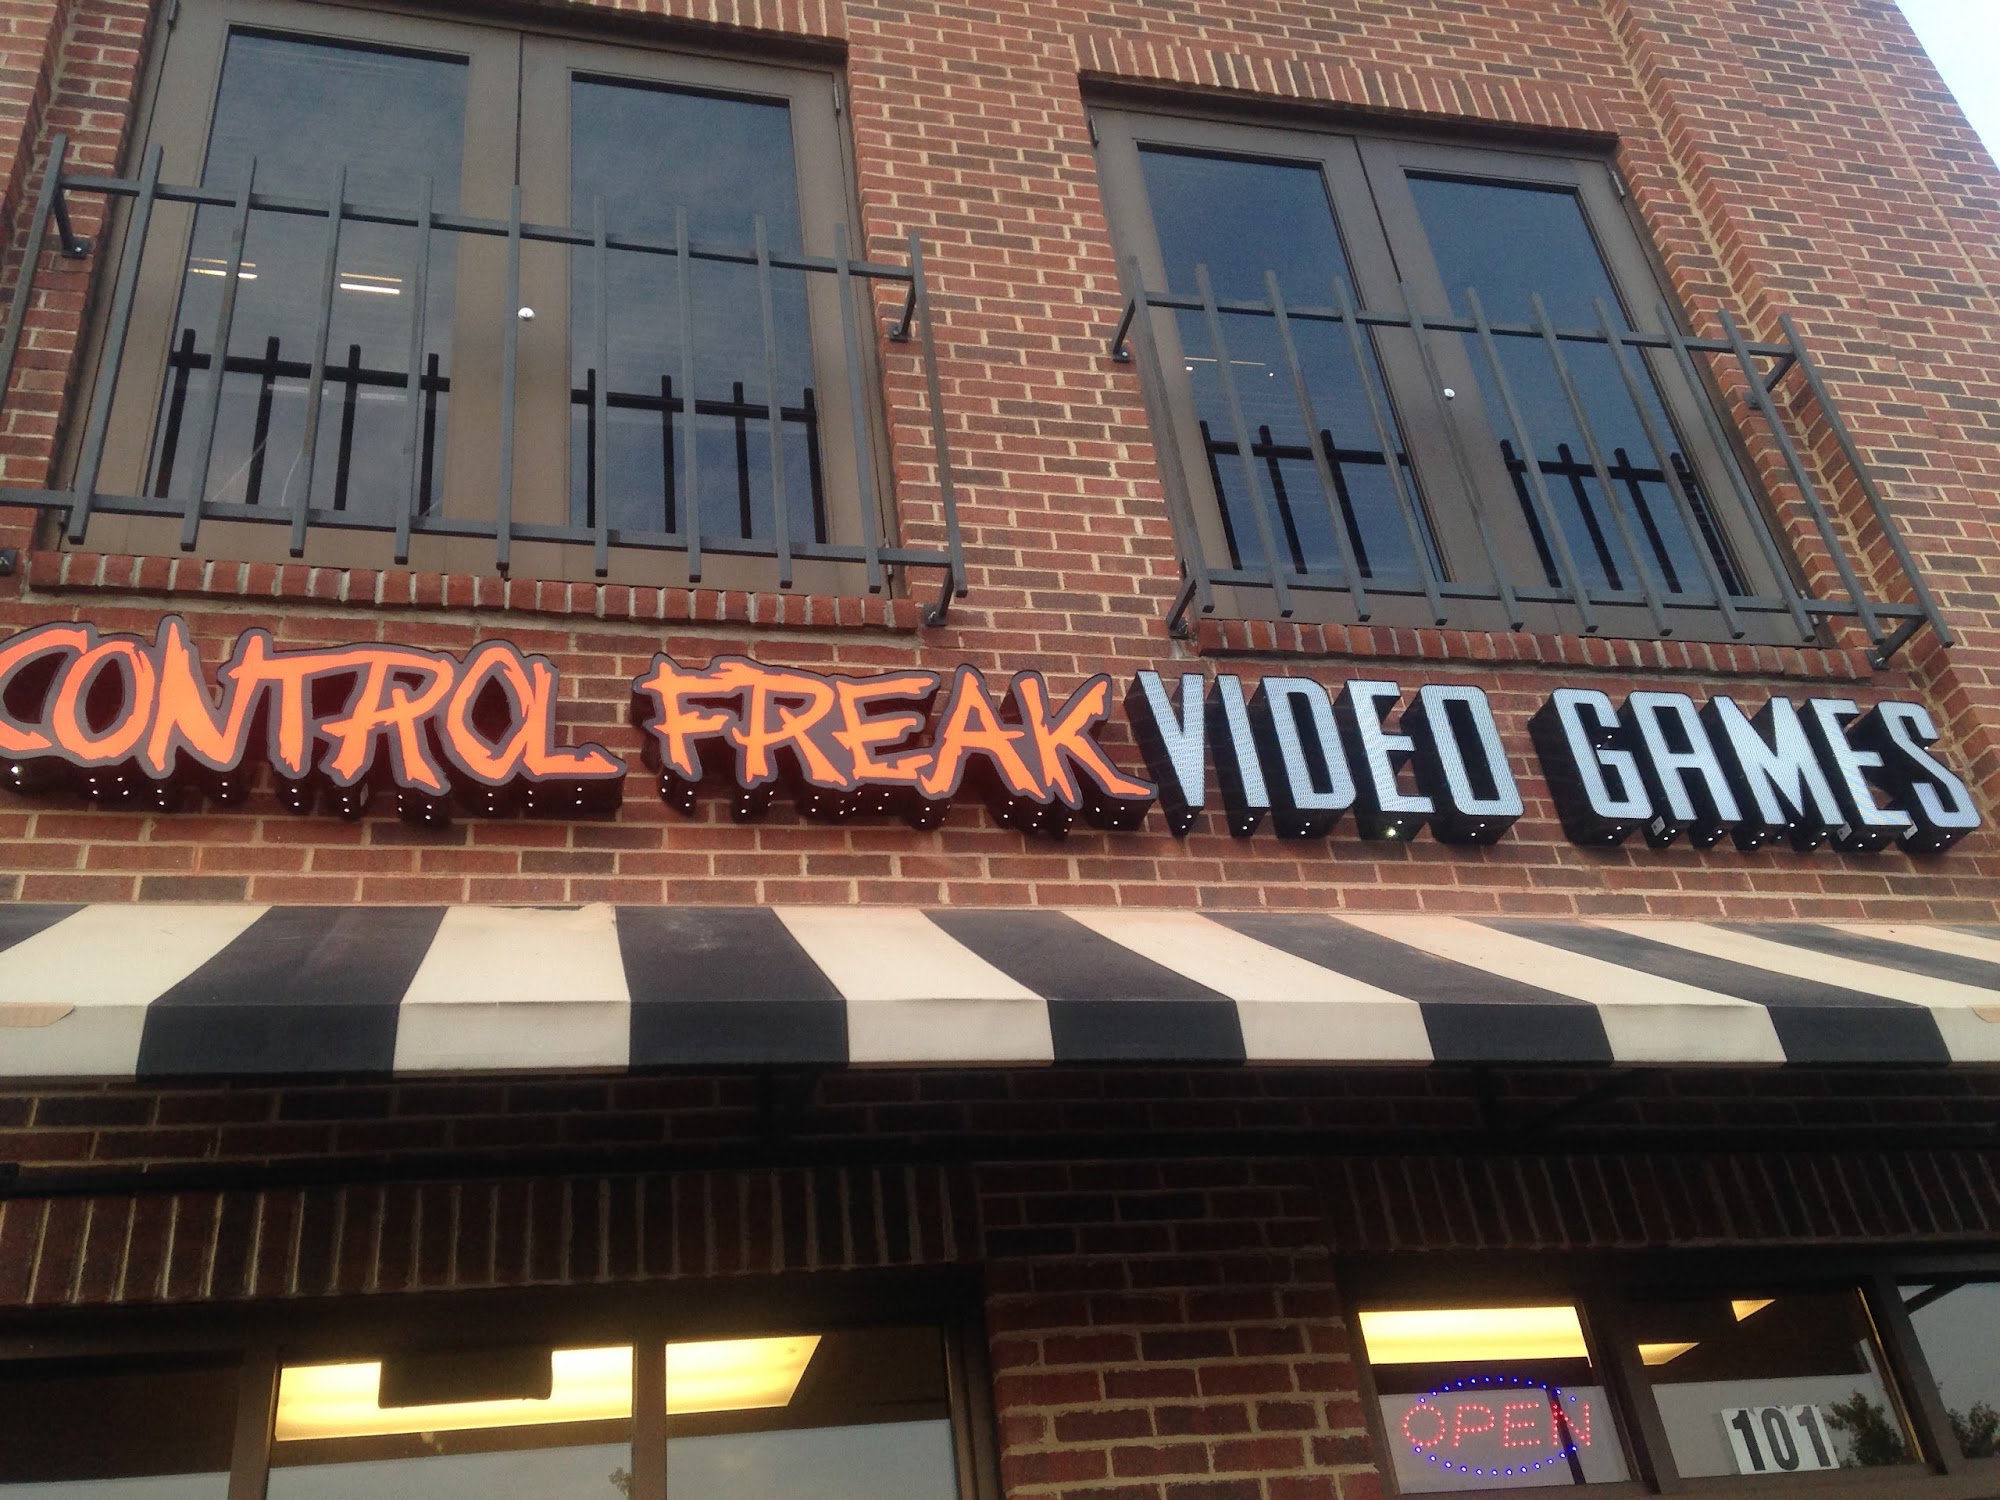 CONTROL FREAK VIDEO GAMES
OPEN
101